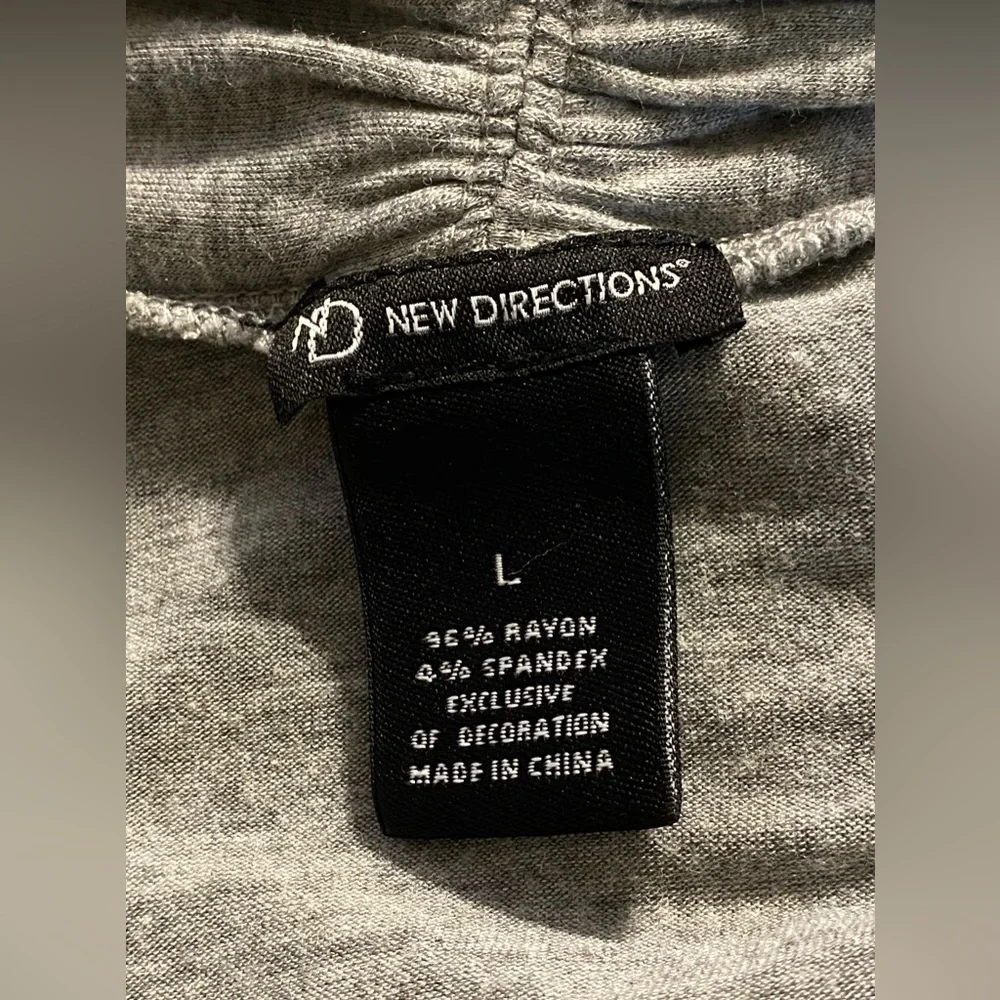 ND NEW DIRECTIONS®
L
96% RAYON
4% SPANDEX
EXCLUSIVE
OF DECORATION
MADE IN CHINA